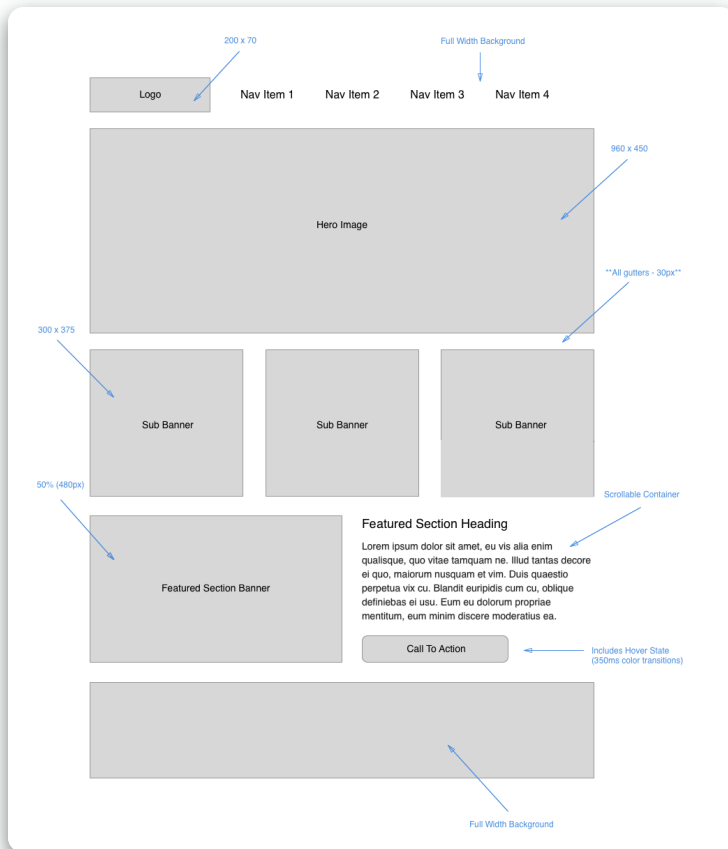 200 x 70
Full Width Background
Logo
Nav Item 1
Nav Item 2
Nav Item 3
Nav Item 4
960 x 450
Hero Image
**All gutters - 30px**
300 x 375
Sub Banner
Sub Banner
Sub Banner
50% (480px)
Scrollable Container
Featured Section Heading
Lorem ipsum dolor sit amet, eu vis alia enim
qualisque, quo vitae tamquam ne. Illud tantas decore
ei quo, maiorum nusquam et vim. Duis quaestio
perpetua vix cu. Blandit euripidis cum cu, oblique
definiebas ei usu. Eum eu dolorum propriae
mentitum, eum minim discere moderatius ea.
Featured Section Banner
Call To Action
Includes Hover State
(350ms color transitions)
Full Width Background